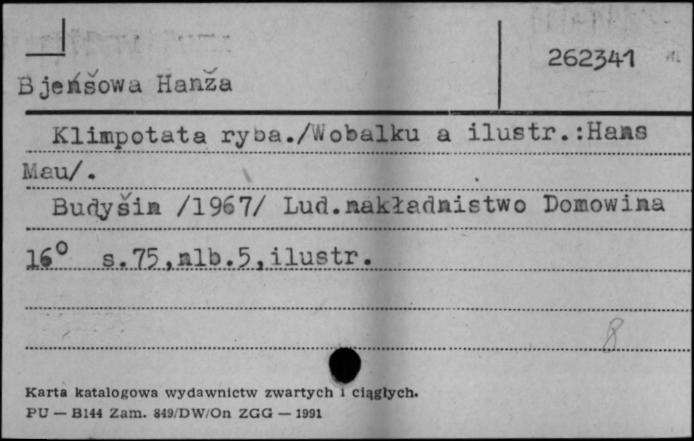 262341
Bjeńšowa Hanža
Klimpotata ryba./Wobalku a ilustr.:Hans
Mau/.
Budyšin /1967/ Lud.nakładnistwo Domowina
16° s.75,nlb.5,ilustr.
8
Karta katalogowa wydawnictw zwartych i ciągłych.
PU — B144 Zam. 849/DW/On ZGG — 1991